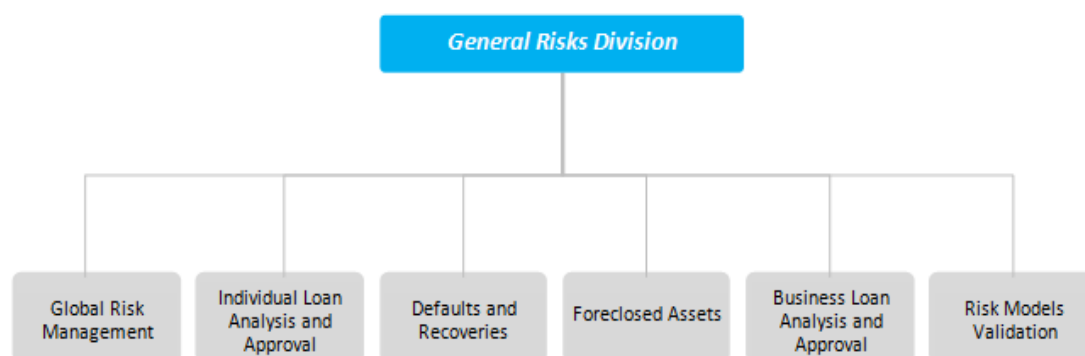 General Risks Division
Global Risk
Management
Individual Loan
Analysis and
Approval
Defaults and
Recoveries
Foreclosed Assets
Business Loan
Analysis and
Approval
Risk Models
Validation